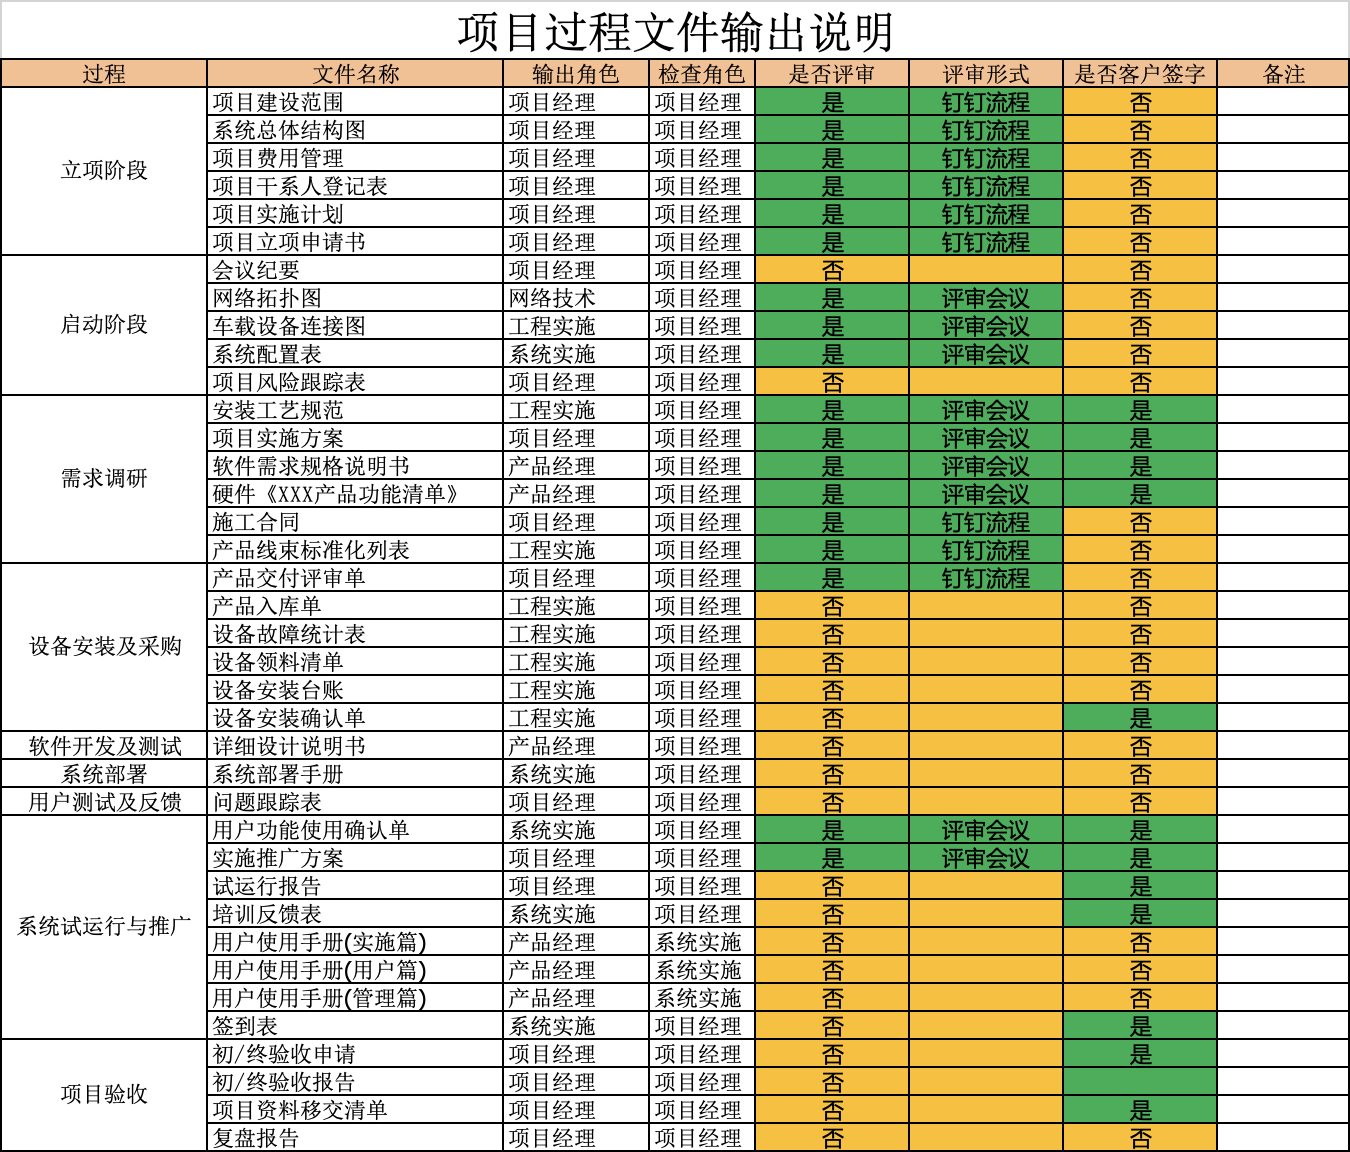 项目过程文件输出说明
过程 文件名称 输出角色 检查角色 是否评审 评审形式 是否客户签字 备注
立项阶段 项目建设范围 项目经理 项目经理 是 钉钉流程 否
系统总体结构图 项目经理 项目经理 是 钉钉流程 否
项目费用管理 项目经理 项目经理 是 钉钉流程 否
项目干系人登记表 项目经理 项目经理 是 钉钉流程 否
项目实施计划 项目经理 项目经理 是 钉钉流程 否
项目立项申请书 项目经理 项目经理 是 钉钉流程 否
启动阶段 会议纪要 项目经理 项目经理 否 否
网络拓扑图 网络技术 项目经理 是 评审会议 否
车载设备连接图 工程实施 项目经理 是 评审会议 否
系统配置表 系统实施 项目经理 是 评审会议 否
项目风险跟踪表 项目经理 项目经理 否 否
需求调研 安装工艺规范 工程实施 项目经理 是 评审会议 是
项目实施方案 项目经理 项目经理 是 评审会议 是
软件需求规格说明书 产品经理 项目经理 是 评审会议 是
硬件《XXX产品功能清单》 产品经理 项目经理 是 评审会议 是
施工合同 项目经理 项目经理 是 钉钉流程 否
产品线束标准化列表 工程实施 项目经理 是 钉钉流程 否
设备安装及采购 产品交付评审单 项目经理 项目经理 是 钉钉流程 否
产品入库单 工程实施 项目经理 否 否
设备故障统计表 工程实施 项目经理 否 否
设备领料清单 工程实施 项目经理 否 否
设备安装台账 工程实施 项目经理 否 否
设备安装确认单 工程实施 项目经理 否 是
软件开发及测试 详细设计说明书 产品经理 项目经理 否 否
系统部署 系统部署手册 系统实施 项目经理 否 否
用户测试及反馈 问题跟踪表 项目经理 项目经理 否 否
系统试运行与推广 用户功能使用确认单 系统实施 项目经理 是 评审会议 是
实施推广方案 项目经理 项目经理 是 评审会议 是
试运行报告 项目经理 项目经理 否 是
培训反馈表 系统实施 项目经理 否 是
用户使用手册(实施篇) 产品经理 系统实施 否 否
用户使用手册(用户篇) 产品经理 系统实施 否 否
用户使用手册(管理篇) 产品经理 系统实施 否 否
签到表 系统实施 项目经理 否 是
项目验收 初/终验收申请 项目经理 项目经理 否 是
初/终验收报告 项目经理 项目经理 否
项目资料移交清单 项目经理 项目经理 否 是
复盘报告 项目经理 项目经理 否 否